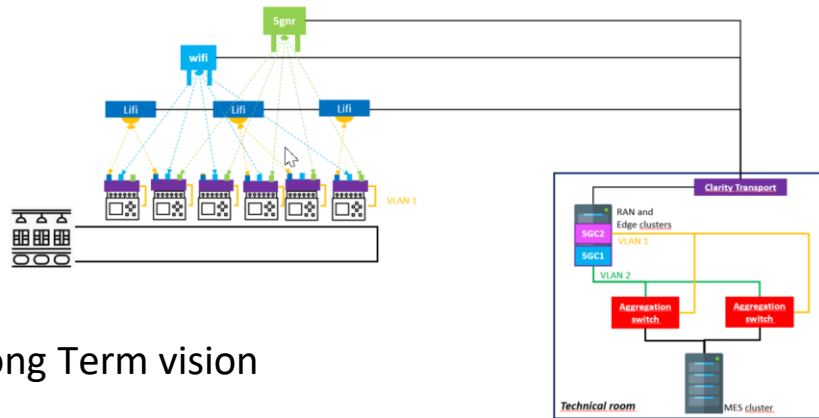 5gnr
wifi
Lifi
Lifi
Lifi
VLAN 1
Clarity Transport
RAN and
Edge clusters
5GC2
VLAN 1
5GC1
VLAN 2
Aggregation
switch
Aggregation
switch
ong Term vision
Technical room
MES cluster